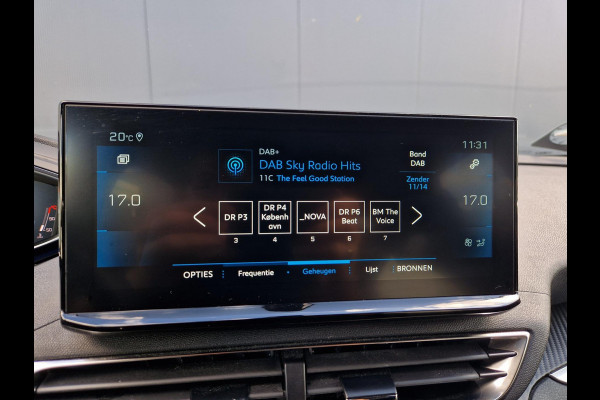 20°C
11:31
DAB+
DAB Sky Radio Hits
11C The Feel Good Station
Band
DAB
Zender
11/14
17.0
17.0
DR P3
DR P4
Københ
avn
_NOVA
DR P6
Beat
BM The
Voice
3
4
5
6
7
OPTIES
Frequentie
Geheugen
Lijst
BRONNEN